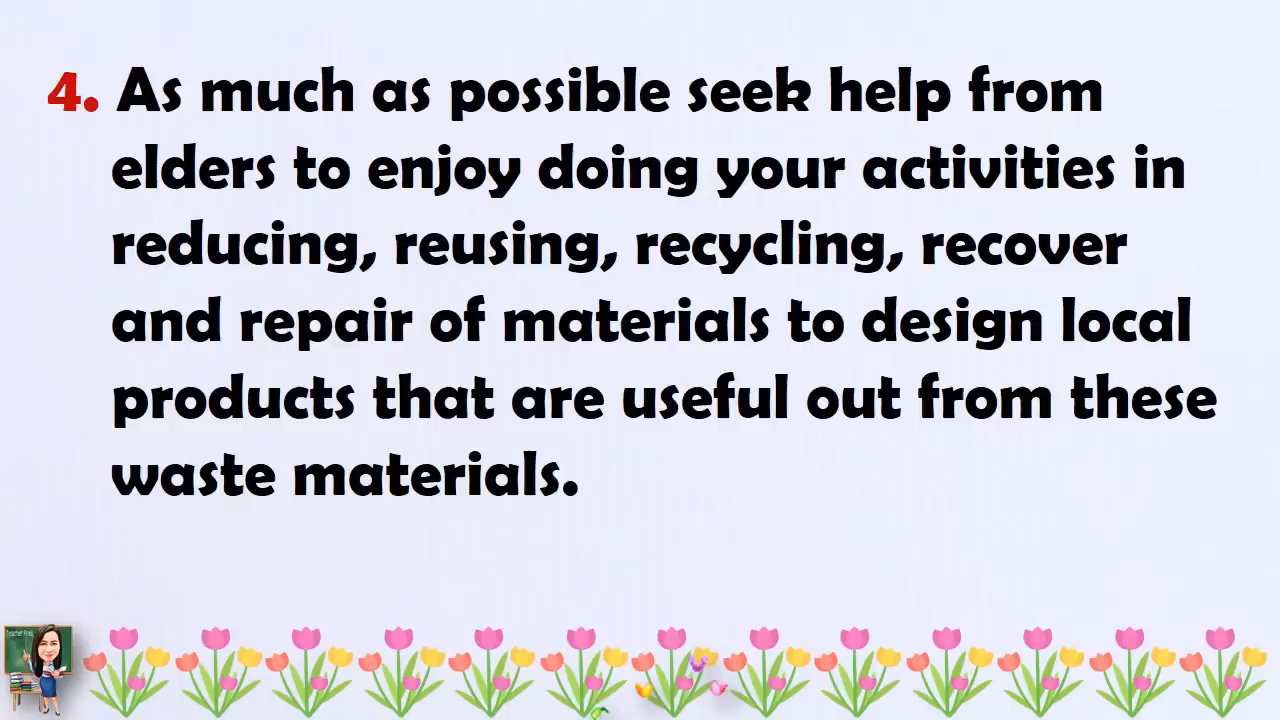 4. As much as possible seek help from
elders to enjoy doing your activities in
reducing, reusing, recycling, recover
and repair of materials to design local
products that are useful out from these
waste materials.